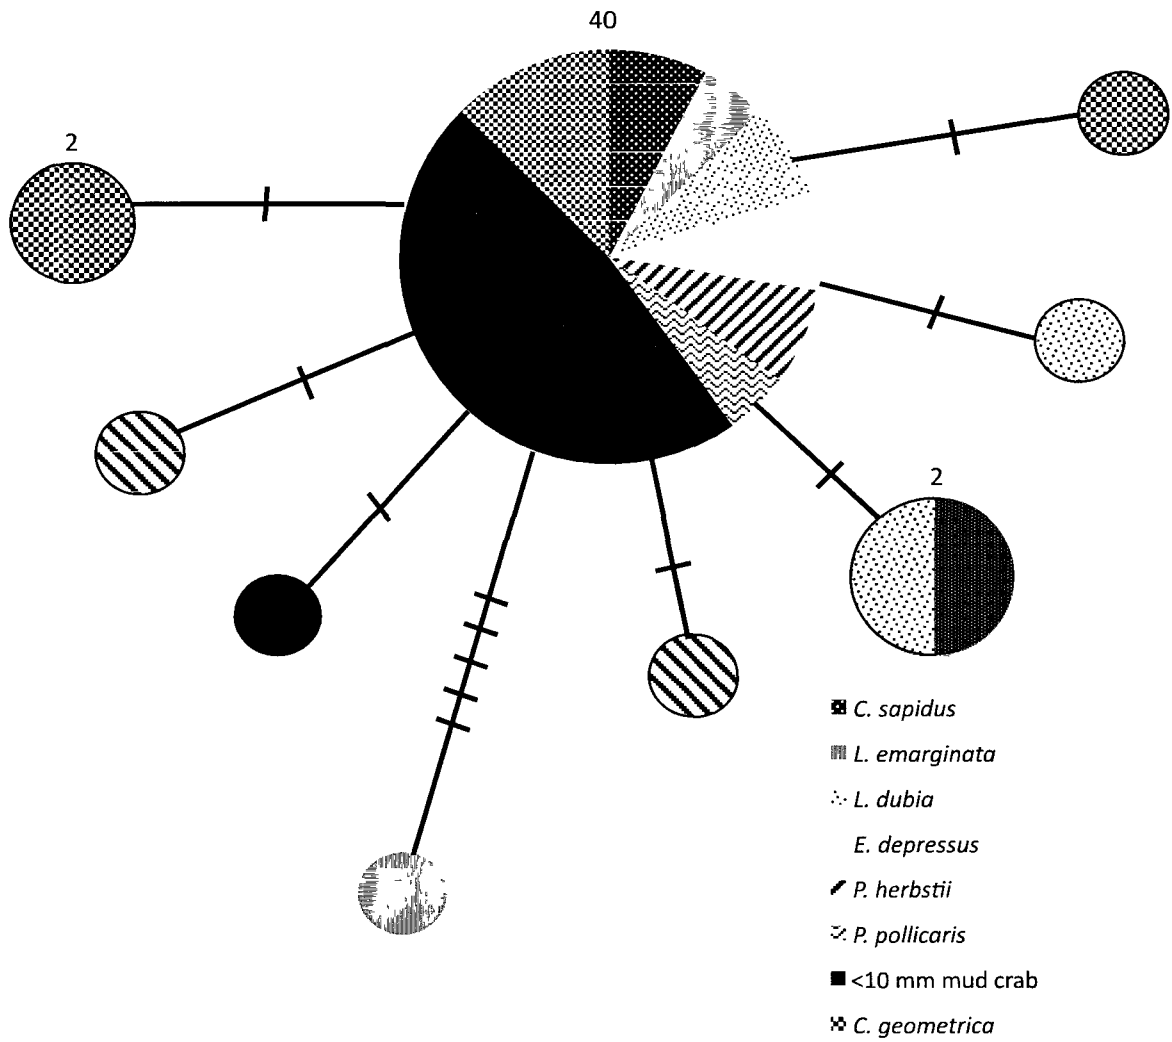 40
2
2
C. sapidus
L. emarginata
L. dubia
E. depressus
P. herbstii
P. pollicaris
<10 mm mud crab
C. geometrica